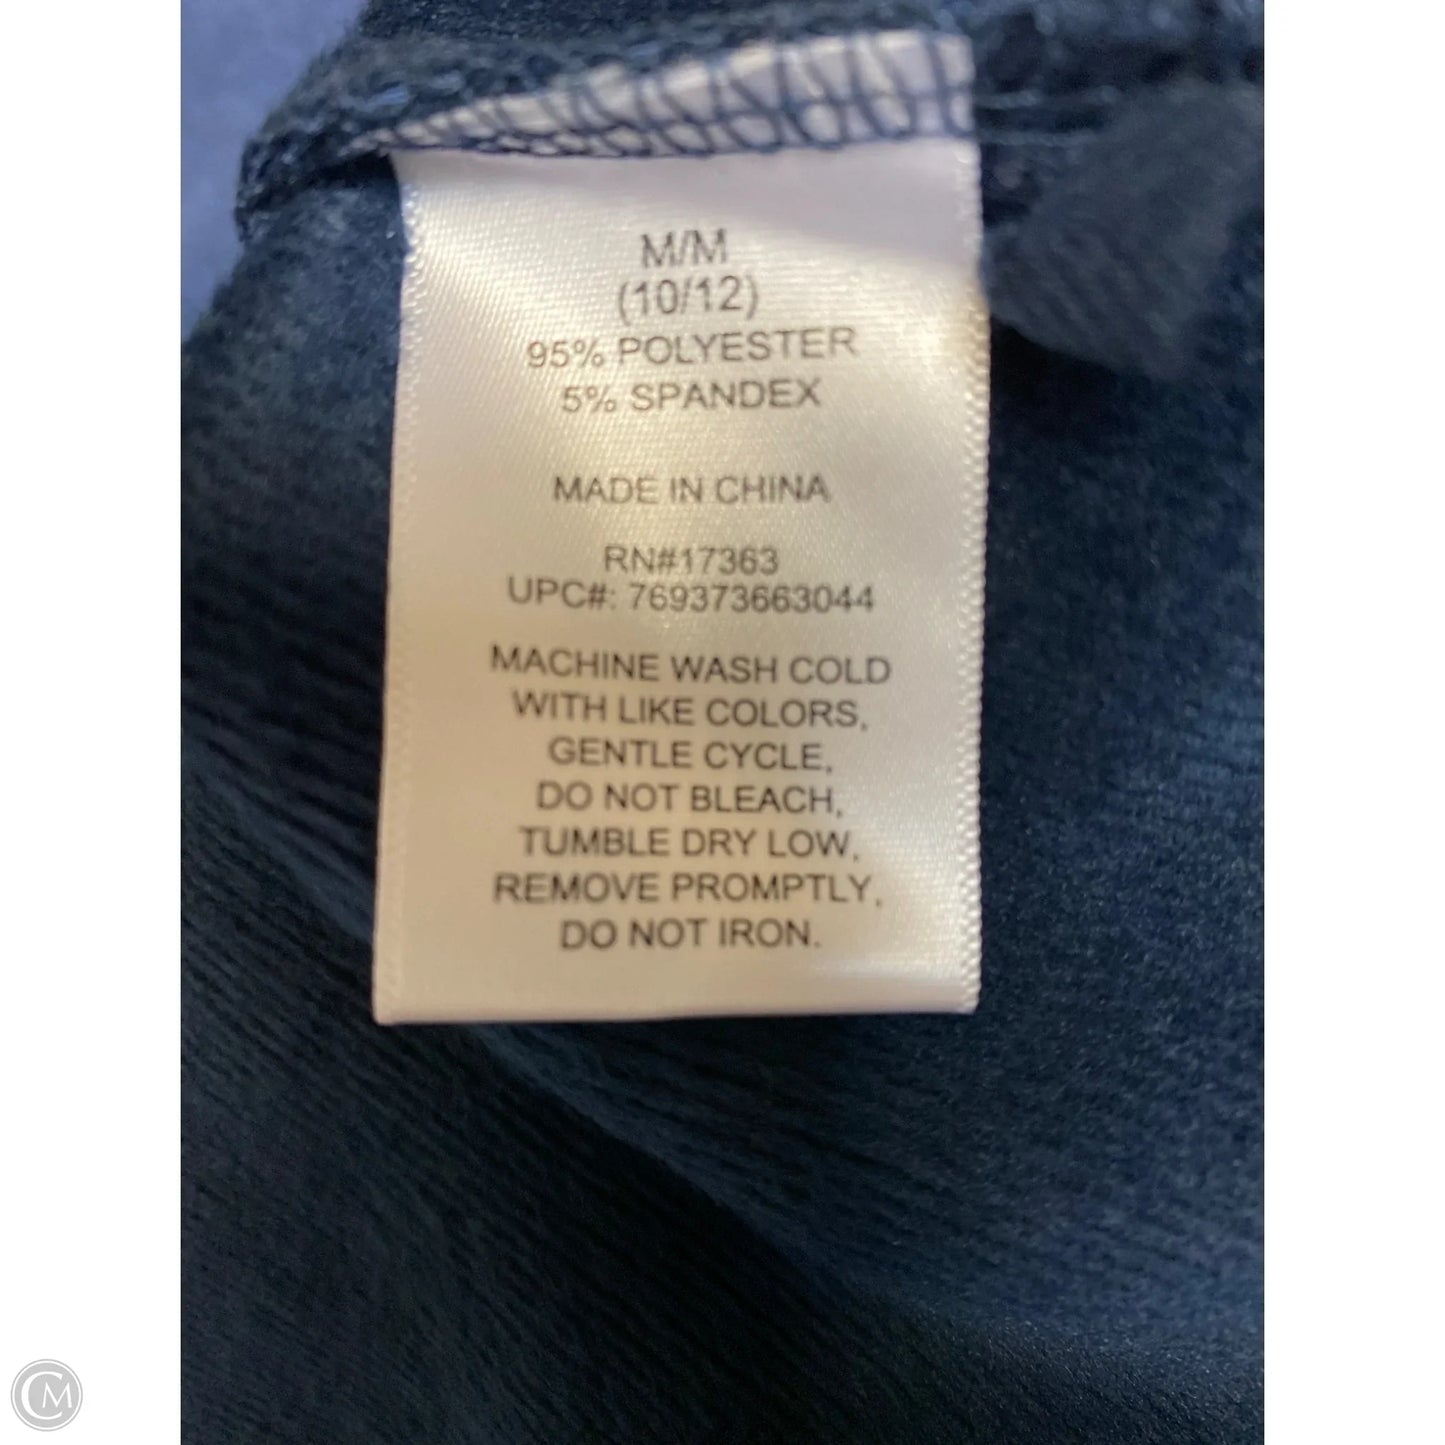 M/M
(10/12)
95% POLYESTER
5% SPANDEX
MADE IN CHINA
RN#17363
UPC#: 769373663044
MACHINE WASH COLD
WITH LIKE COLORS,
GENTLE CYCLE,
DO NOT BLEACH,
TUMBLE DRY LOW,
REMOVE PROMPTLY,
DO NOT IRON.
CM